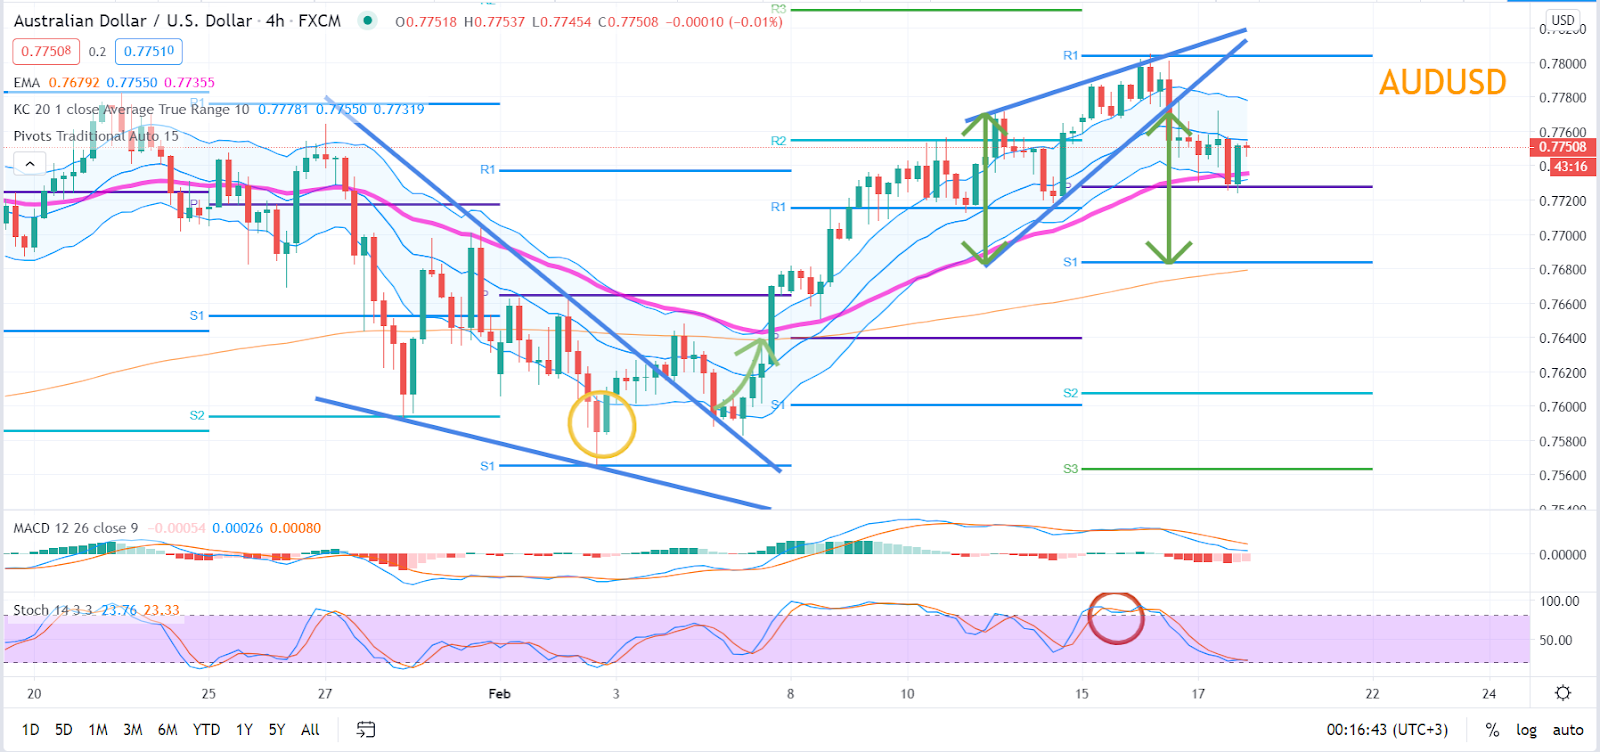 Australian Dollar / U.S. Dollar · 4h · FXCM O0.77518 H0.77537 L0.77454 C0.77508 −0.00010 (−0.01%)
0.77508 0.2 0.77510
EMA 0.76792 0.77550 0.77355
KC 20 1 close Average True Range 10 0.77781 0.77550 0.77319
Pivots Traditional Auto 15
AUDUSD
USD
0.78000
0.77800
0.77600
0.77508
43:16
0.77200
0.77000
0.76800
0.76600
0.76400
0.76200
0.76000
0.75800
0.75600
R3
R1
R2
R1
R1
R1
P
P
P
S1
S1
S1
S1
S2
S2
S3
MACD 12 26 close 9 −0.00054 0.00026 0.00080
0.00000
Stoch 14 3 3 23.76 23.33
100.00
50.00
20 25 27 Feb 3 8 10 15 17 22 24
1D 5D 1M 3M 6M YTD 1Y 5Y All 00:16:43 (UTC+3) % log auto